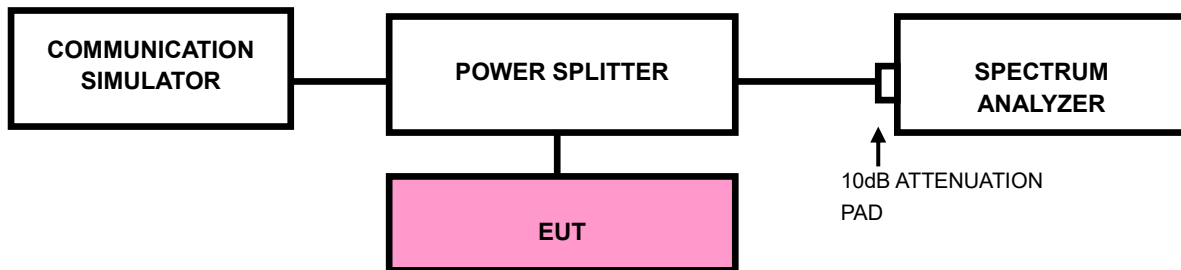 COMMUNICATION
SIMULATOR
POWER SPLITTER
SPECTRUM
ANALYZER
10dB ATTENUATION
PAD
EUT